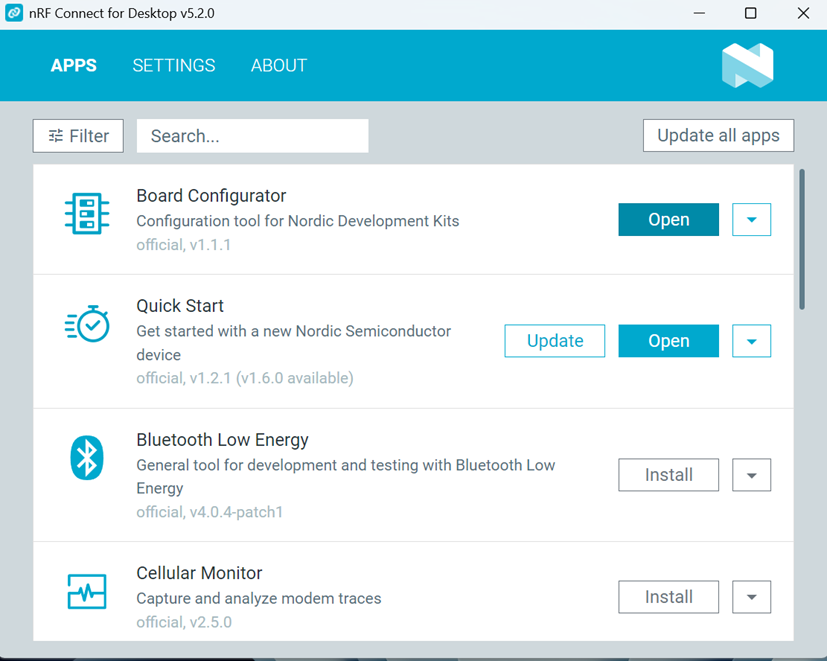 nRF Connect for Desktop v5.2.0
APPS SETTINGS ABOUT
Filter Search... Update all apps
Board Configurator
Configuration tool for Nordic Development Kits
official, v1.1.1
Open
Quick Start
Get started with a new Nordic Semiconductor
device
official, v1.2.1 (v1.6.0 available)
Update Open
Bluetooth Low Energy
General tool for development and testing with Bluetooth Low
Energy
official, v4.0.4-patch1
Install
Cellular Monitor
Capture and analyze modem traces
official, v2.5.0
Install